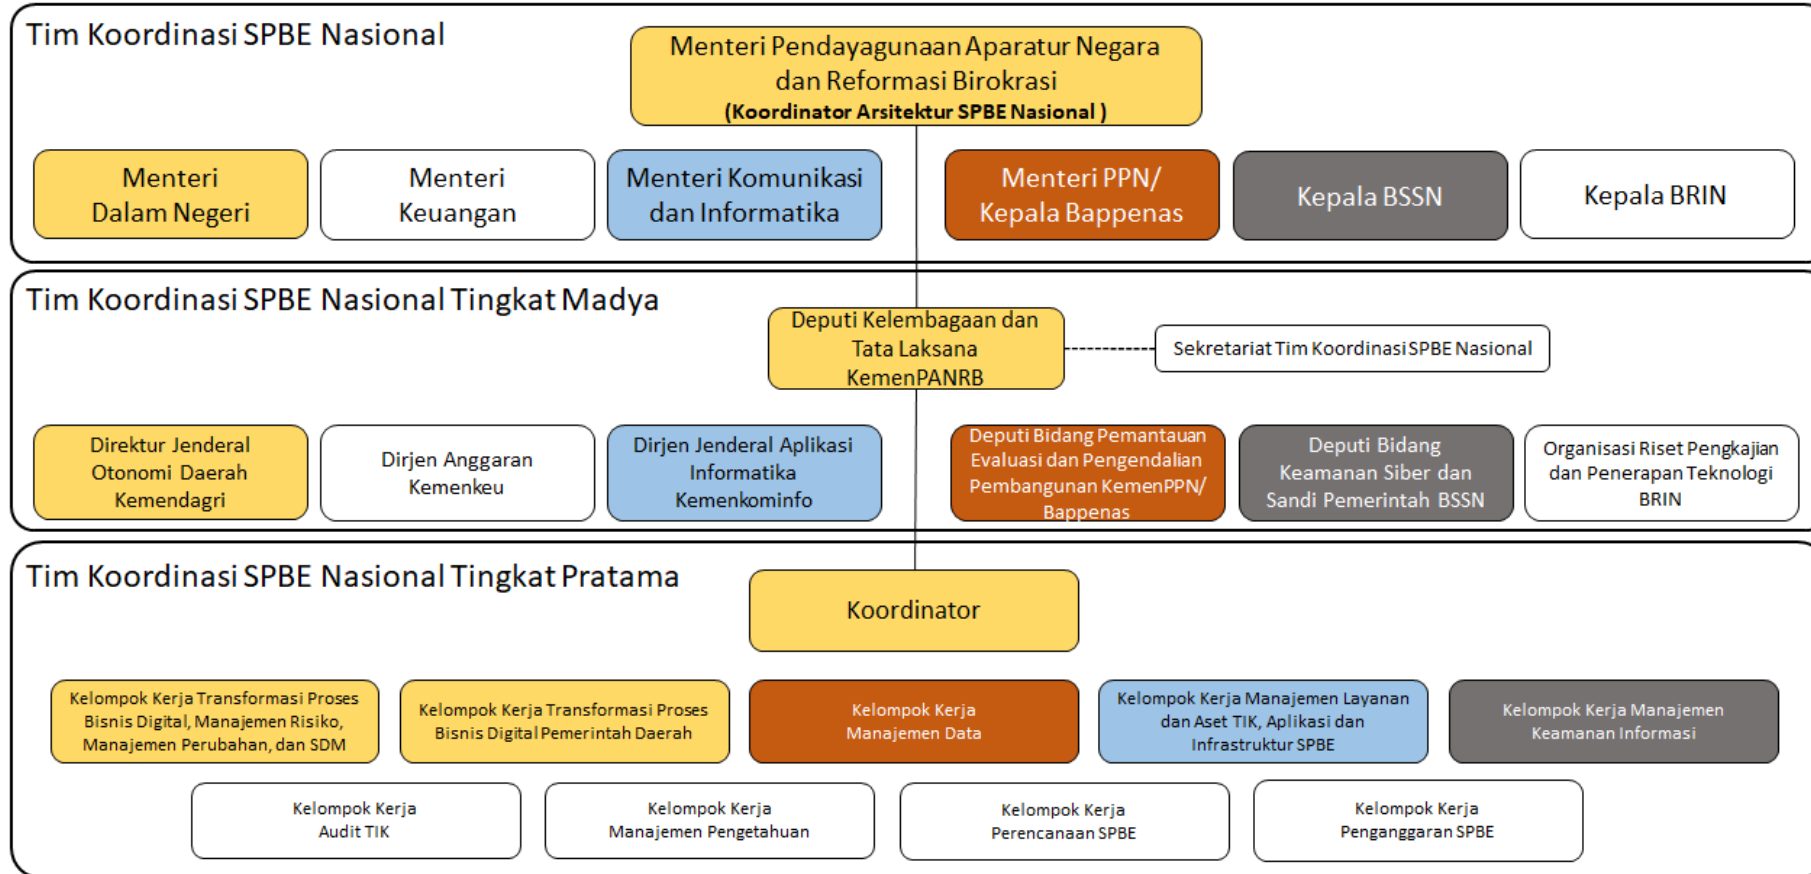 Tim Koordinasi SPBE Nasional
Menteri Pendayagunaan Aparatur Negara
dan Reformasi Birokrasi
(Koordinator Arsitektur SPBE Nasional )
Menteri
Dalam Negeri
Menteri
Keuangan
Menteri Komunikasi
dan Informatika
Menteri PPN/
Kepala Bappenas
Kepala BSSN
Kepala BRIN
Tim Koordinasi SPBE Nasional Tingkat Madya
Deputi Kelembagaan dan
Tata Laksana
KemenPANRB
Sekretariat Tim Koordinasi SPBE Nasional
Direktur Jenderal
Otonomi Daerah
Kemendagri
Dirjen Anggaran
Kemenkeu
Dirjen Jenderal Aplikasi
Informatika
Kemenkominfo
Deputi Bidang Pemantauan
Evaluasi dan Pengendalian
Pembangunan KemenPPN/
Bappenas
Deputi Bidang
Keamanan Siber dan
Sandi Pemerintah BSSN
Organisasi Riset Pengkajian
dan Penerapan Teknologi
BRIN
Tim Koordinasi SPBE Nasional Tingkat Pratama
Koordinator
Kelompok Kerja Transformasi Proses
Bisnis Digital, Manajemen Risiko,
Manajemen Perubahan, dan SDM
Kelompok Kerja Transformasi Proses
Bisnis Digital Pemerintah Daerah
Kelompok Kerja
Manajemen Data
Kelompok Kerja Manajemen Layanan
dan Aset TIK, Aplikasi dan
Infrastruktur SPBE
Kelompok Kerja Manajemen
Keamanan Informasi
Kelompok Kerja
Audit TIK
Kelompok Kerja
Manajemen Pengetahuan
Kelompok Kerja
Perencanaan SPBE
Kelompok Kerja
Penganggaran SPBE